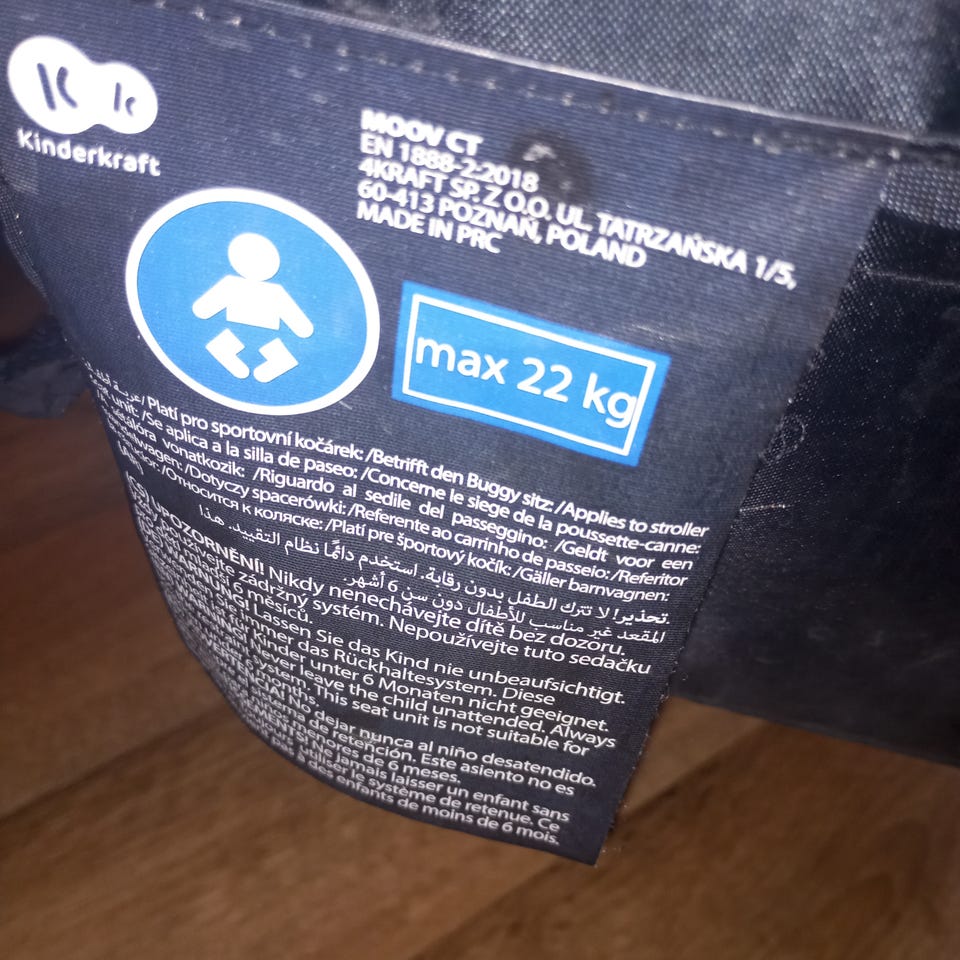 Kinderkraft
MOOV CT
EN 1888-2:2018
4KRAFT SP. Z O.O. UL. TATRZAŃSKA 1/5,
60-413 POZNAŃ, POLAND
MADE IN PRC
max 22 kg
/Platí pro sportovní kočárek: /Betrifft den Buggy sitz: /Applies to stroller
unit: /Se aplica a la silla de paseo: /Concerne le siege de la poussette-canne:
vonatkozik: /Riguardo al sedile del passeggino: /Geldt voor een
/Dotyczy spacerówki: /Referente ao carrinho de passeio: /Referitor
/Относится к коляске: /Platí pre športový kočík: /Gäller barnvagnen:
تحذير! لا تترك الطفل بدون رقابة. استخدم دائمًا نظام التقييد. هذا
المقعد غير مناسب للأطفال دون سن 6 أشهر.
UPOZORNĚNÍ! Nikdy nenechávejte dítě bez dozoru.
zádržný systém. Nepoužívejte tuto sedačku
6 měsíců.
Lassen Sie das Kind nie unbeaufsichtigt.
immer das Rückhaltesystem. Diese
unter 6 Monaten nicht geeignet.
Never leave the child unattended. Always
system. This seat unit is not suitable for
months.
No dejar nunca al niño desatendido.
de retención. Este asiento no es
menores de 6 meses.
Ne jamais laisser un enfant sans
utiliser le système de retenue. Ce
pas à des enfants de moins de 6 mois.